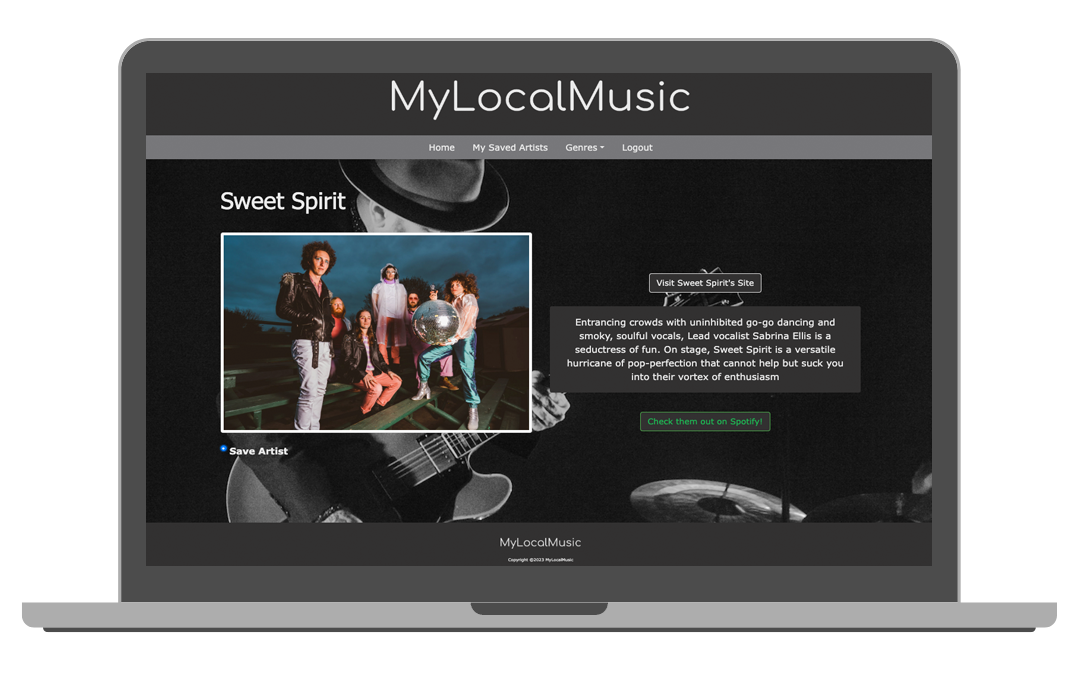 MyLocalMusic
Home My Saved Artists Genres Logout
Sweet Spirit
Visit Sweet Spirit's Site
Entrancing crowds with uninhibited go-go dancing and
smoky, soulful vocals, Lead vocalist Sabrina Ellis is a
seductress of fun. On stage, Sweet Spirit is a versatile
hurricane of pop-perfection that cannot help but suck you
into their vortex of enthusiasm
Check them out on Spotify!
Save Artist
MyLocalMusic
Copyright ©2023 MyLocalMusic